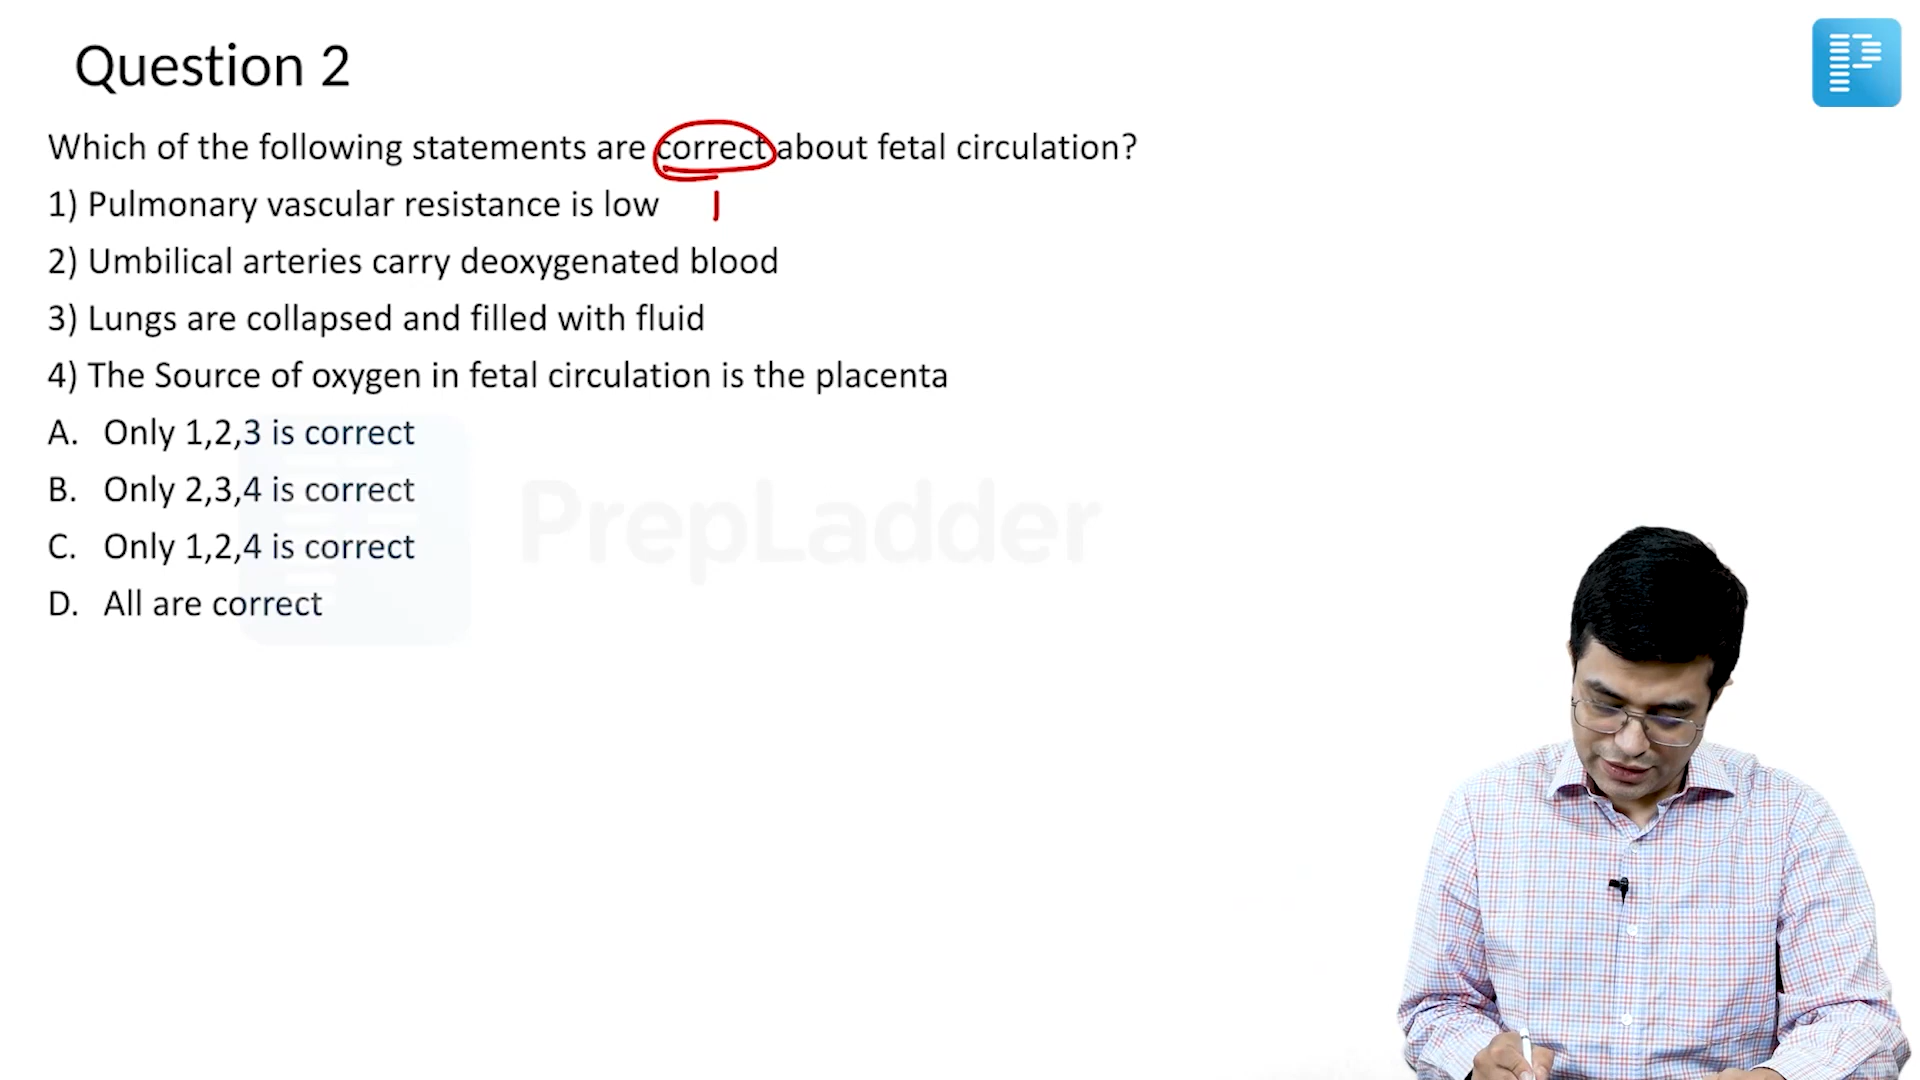 Question 2
Which of the following statements are correct about fetal circulation?
1) Pulmonary vascular resistance is low
2) Umbilical arteries carry deoxygenated blood
3) Lungs are collapsed and filled with fluid
4) The Source of oxygen in fetal circulation is the placenta
A. Only 1,2,3 is correct
B. Only 2,3,4 is correct
C. Only 1,2,4 is correct
D. All are correct
PrepLadder